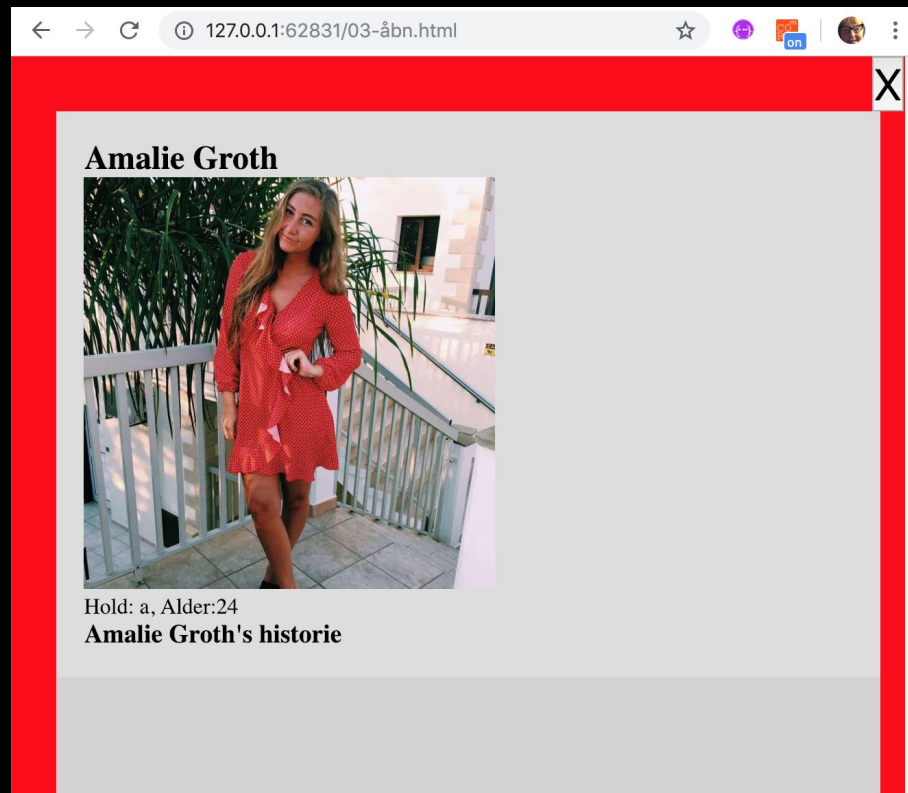 127.0.0.1:62831/03-åbn.html
on
X
Amalie Groth
Hold: a, Alder:24
Amalie Groth's historie